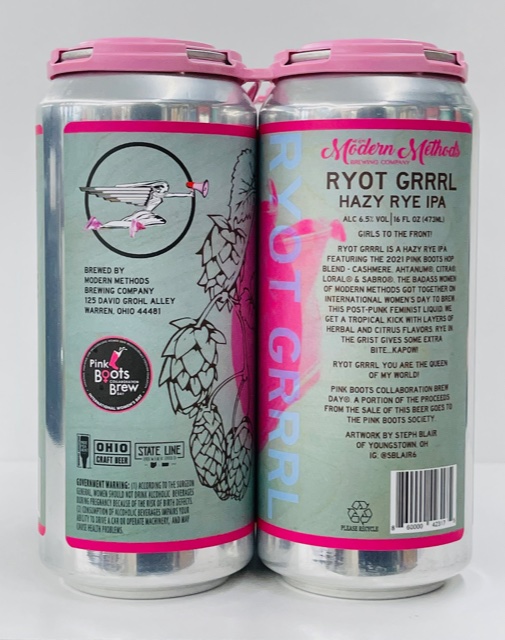 BREWED BY
MODERN METHODS
BREWING COMPANY
125 DAVID GROHL ALLEY
WARREN, OHIO 44481
Pink
Boots
COLLABORATION
Brew
DAY
INTERNATIONAL WOMEN'S DAY
OHIO
CRAFT BEER
STATE LINE
GOVERNMENT WARNING: (1) ACCORDING TO THE SURGEON
GENERAL, WOMEN SHOULD NOT DRINK ALCOHOLIC BEVERAGES
DURING PREGNANCY BECAUSE OF THE RISK OF BIRTH DEFECTS.
(2) CONSUMPTION OF ALCOHOLIC BEVERAGES IMPAIRS YOUR
ABILITY TO DRIVE A CAR OR OPERATE MACHINERY, AND MAY
CAUSE HEALTH PROBLEMS.
RYOT GRRRL
Modern Methods
BREWING COMPANY
RYOT GRRRL
HAZY RYE IPA
ALC 6.5% VOL | 16 FL OZ (473ML)
GIRLS TO THE FRONT!
RYOT GRRRL IS A HAZY RYE IPA
FEATURING THE 2021 PINK BOOTS HOP
BLEND - CASHMERE, AHTANUM®, CITRA®,
LORAL® & SABRO®. THE BADASS WOMEN
OF MODERN METHODS GOT TOGETHER ON
INTERNATIONAL WOMEN'S DAY TO BREW
THIS POST-PUNK FEMINIST LIQUID. WE
GET A TROPICAL KICK WITH LAYERS OF
HERBAL AND CITRUS FLAVORS. RYE IN
THE GRIST GIVES SOME EXTRA
BITE...KAPOW!
RYOT GRRRL YOU ARE THE QUEEN
OF MY WORLD!
PINK BOOTS COLLABORATION BREW
DAY®. A PORTION OF THE PROCEEDS
FROM THE SALE OF THIS BEER GOES TO
THE PINK BOOTS SOCIETY.
ARTWORK BY STEPH BLAIR
OF YOUNGSTOWN, OH
IG: @SBLAIR6
PLEASE RECYCLE